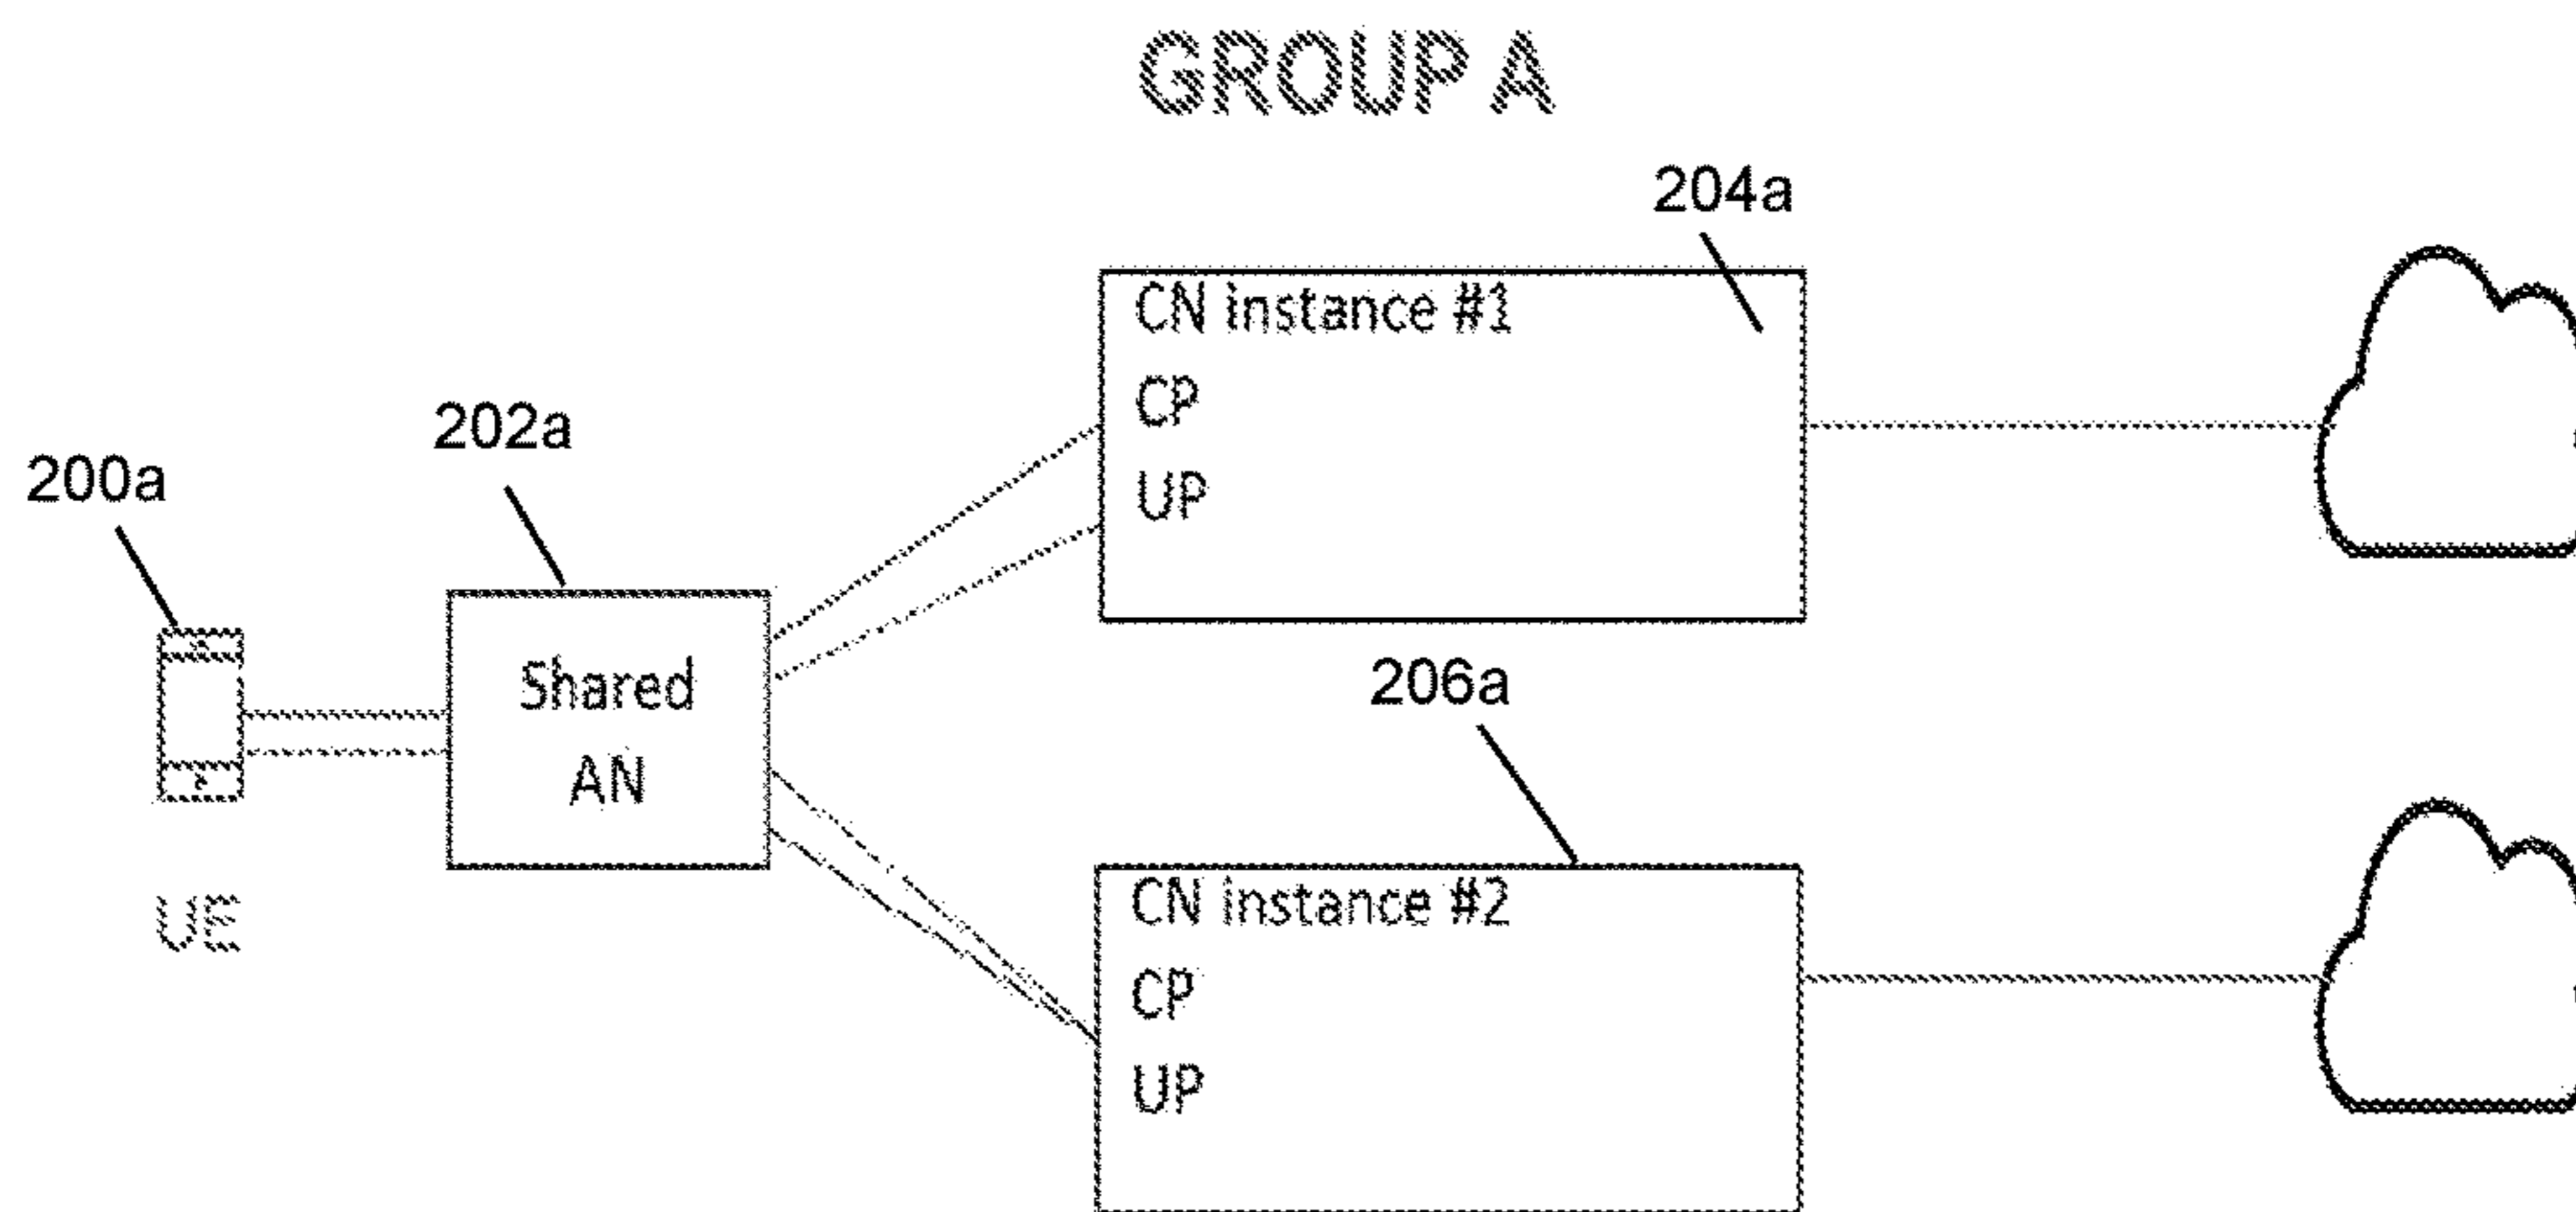 GROUP A
204a
CN instance #1
CP
UP
202a
200a
Shared
AN
UE
206a
CN instance #2
CP
UP